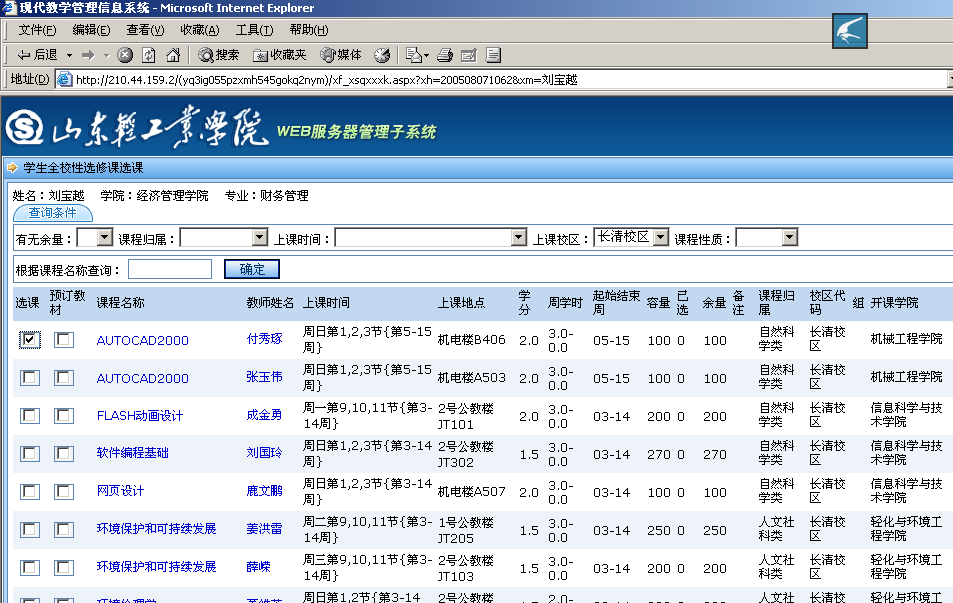 现代教学管理信息系统 - Microsoft Internet Explorer
文件(F) 编辑(E) 查看(V) 收藏(A) 工具(T) 帮助(H)
后退 搜索 收藏夹 媒体
地址(D) http://210.44.159.2/(yq3ig055pzxmh545gokq2nym)/xf_xsqxxxk.aspx?xh=200508071062&xm=刘宝越
山东轻工业学院 WEB服务器管理子系统
学生全校性选修课选课
姓名：刘宝越 学院：经济管理学院 专业：财务管理
查询条件
有无余量： 课程归属： 上课时间： 上课校区： 长清校区 课程性质：
根据课程名称查询： 确定
选课 预订教材 课程名称 教师姓名 上课时间 上课地点 学分 周学时 起始结束周 容量 已选 余量 备注 课程归属 校区代码 组 开课学院
AUTOCAD2000 付秀琢 周日第1,2,3节{第5-15周} 机电楼B406 2.0 3.0-0.0 05-15 100 0 100 自然科学类 长清校区 机械工程学院
AUTOCAD2000 张玉伟 周日第1,2,3节{第5-15周} 机电楼A503 2.0 3.0-0.0 05-15 100 0 100 自然科学类 长清校区 机械工程学院
FLASH动画设计 成金勇 周一第9,10,11节{第3-14周} 2号公教楼JT101 2.0 3.0-0.0 03-14 200 0 200 自然科学类 长清校区 信息科学与技术学院
软件编程基础 刘国玲 周日第1,2,3节{第3-14周} 2号公教楼JT302 1.5 3.0-0.0 03-14 270 0 270 自然科学类 长清校区 信息科学与技术学院
网页设计 鹿文鹏 周日第1,2,3节{第3-14周} 机电楼A507 2.0 3.0-0.0 03-14 100 0 100 自然科学类 长清校区 信息科学与技术学院
环境保护和可持续发展 姜洪雷 周二第9,10,11节{第3-14周} 1号公教楼JT205 1.5 3.0-0.0 03-14 250 0 250 人文社科类 长清校区 轻化与环境工程学院
环境保护和可持续发展 薛嵘 周三第9,10,11节{第3-14周} 2号公教楼JT103 1.5 3.0-0.0 03-14 200 0 200 人文社科类 长清校区 轻化与环境工程学院
周日第1,2节{第3-14 2号公教楼 2.0- 人文社 长清校 轻化与环境工